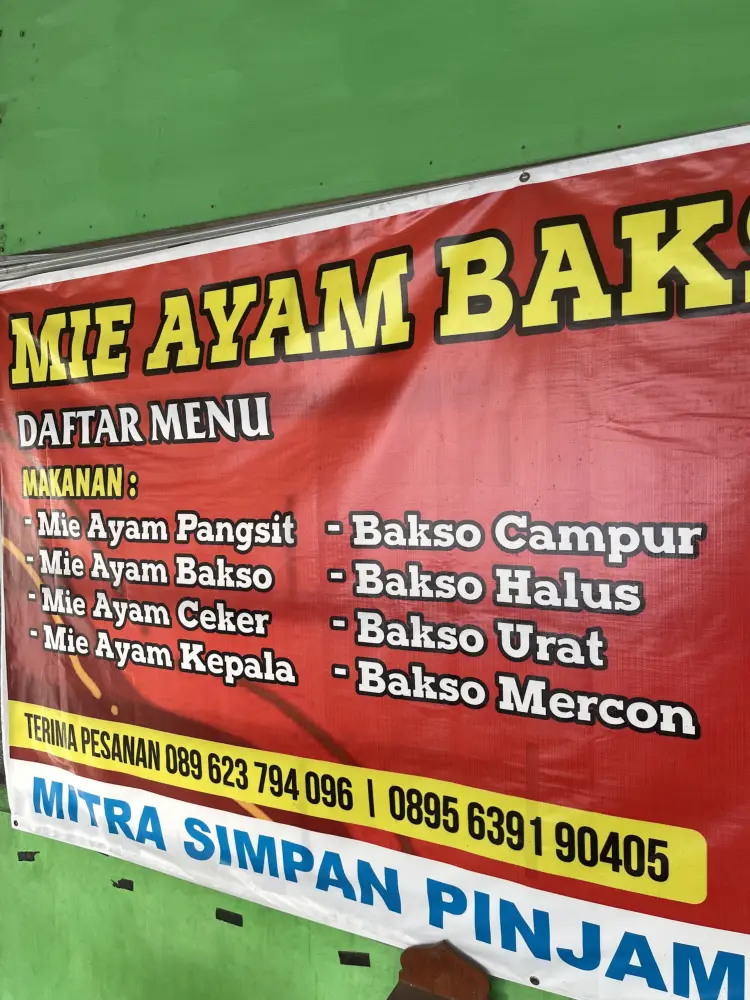 MIE AYAM BAKS
DAFTAR MENU
MAKANAN :
- Mie Ayam Pangsit
- Mie Ayam Bakso
- Mie Ayam Ceker
- Mie Ayam Kepala
- Bakso Campur
- Bakso Halus
- Bakso Urat
- Bakso Mercon
TERIMA PESANAN 089 623 794 096 | 0895 6391 90405
MITRA SIMPAN PINJAM